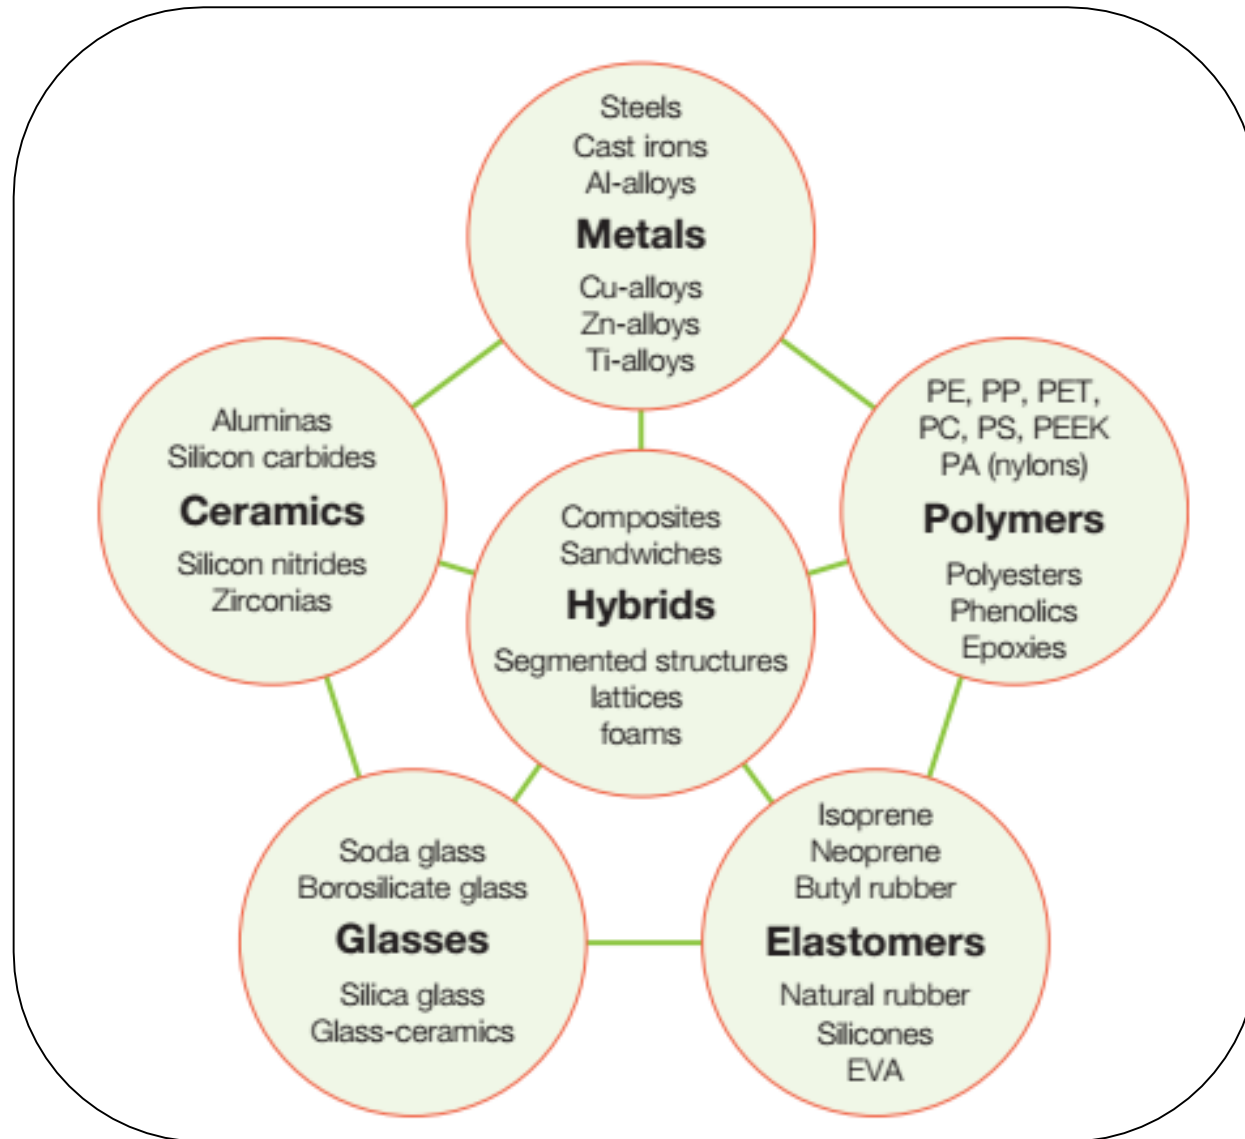 Steels
Cast irons
Al-alloys
Metals
Cu-alloys
Zn-alloys
Ti-alloys
Aluminas
Silicon carbides
Ceramics
Silicon nitrides
Zirconias
PE, PP, PET,
PC, PS, PEEK
PA (nylons)
Polymers
Polyesters
Phenolics
Epoxies
Composites
Sandwiches
Hybrids
Segmented structures
lattices
foams
Soda glass
Borosilicate glass
Glasses
Silica glass
Glass-ceramics
Isoprene
Neoprene
Butyl rubber
Elastomers
Natural rubber
Silicones
EVA